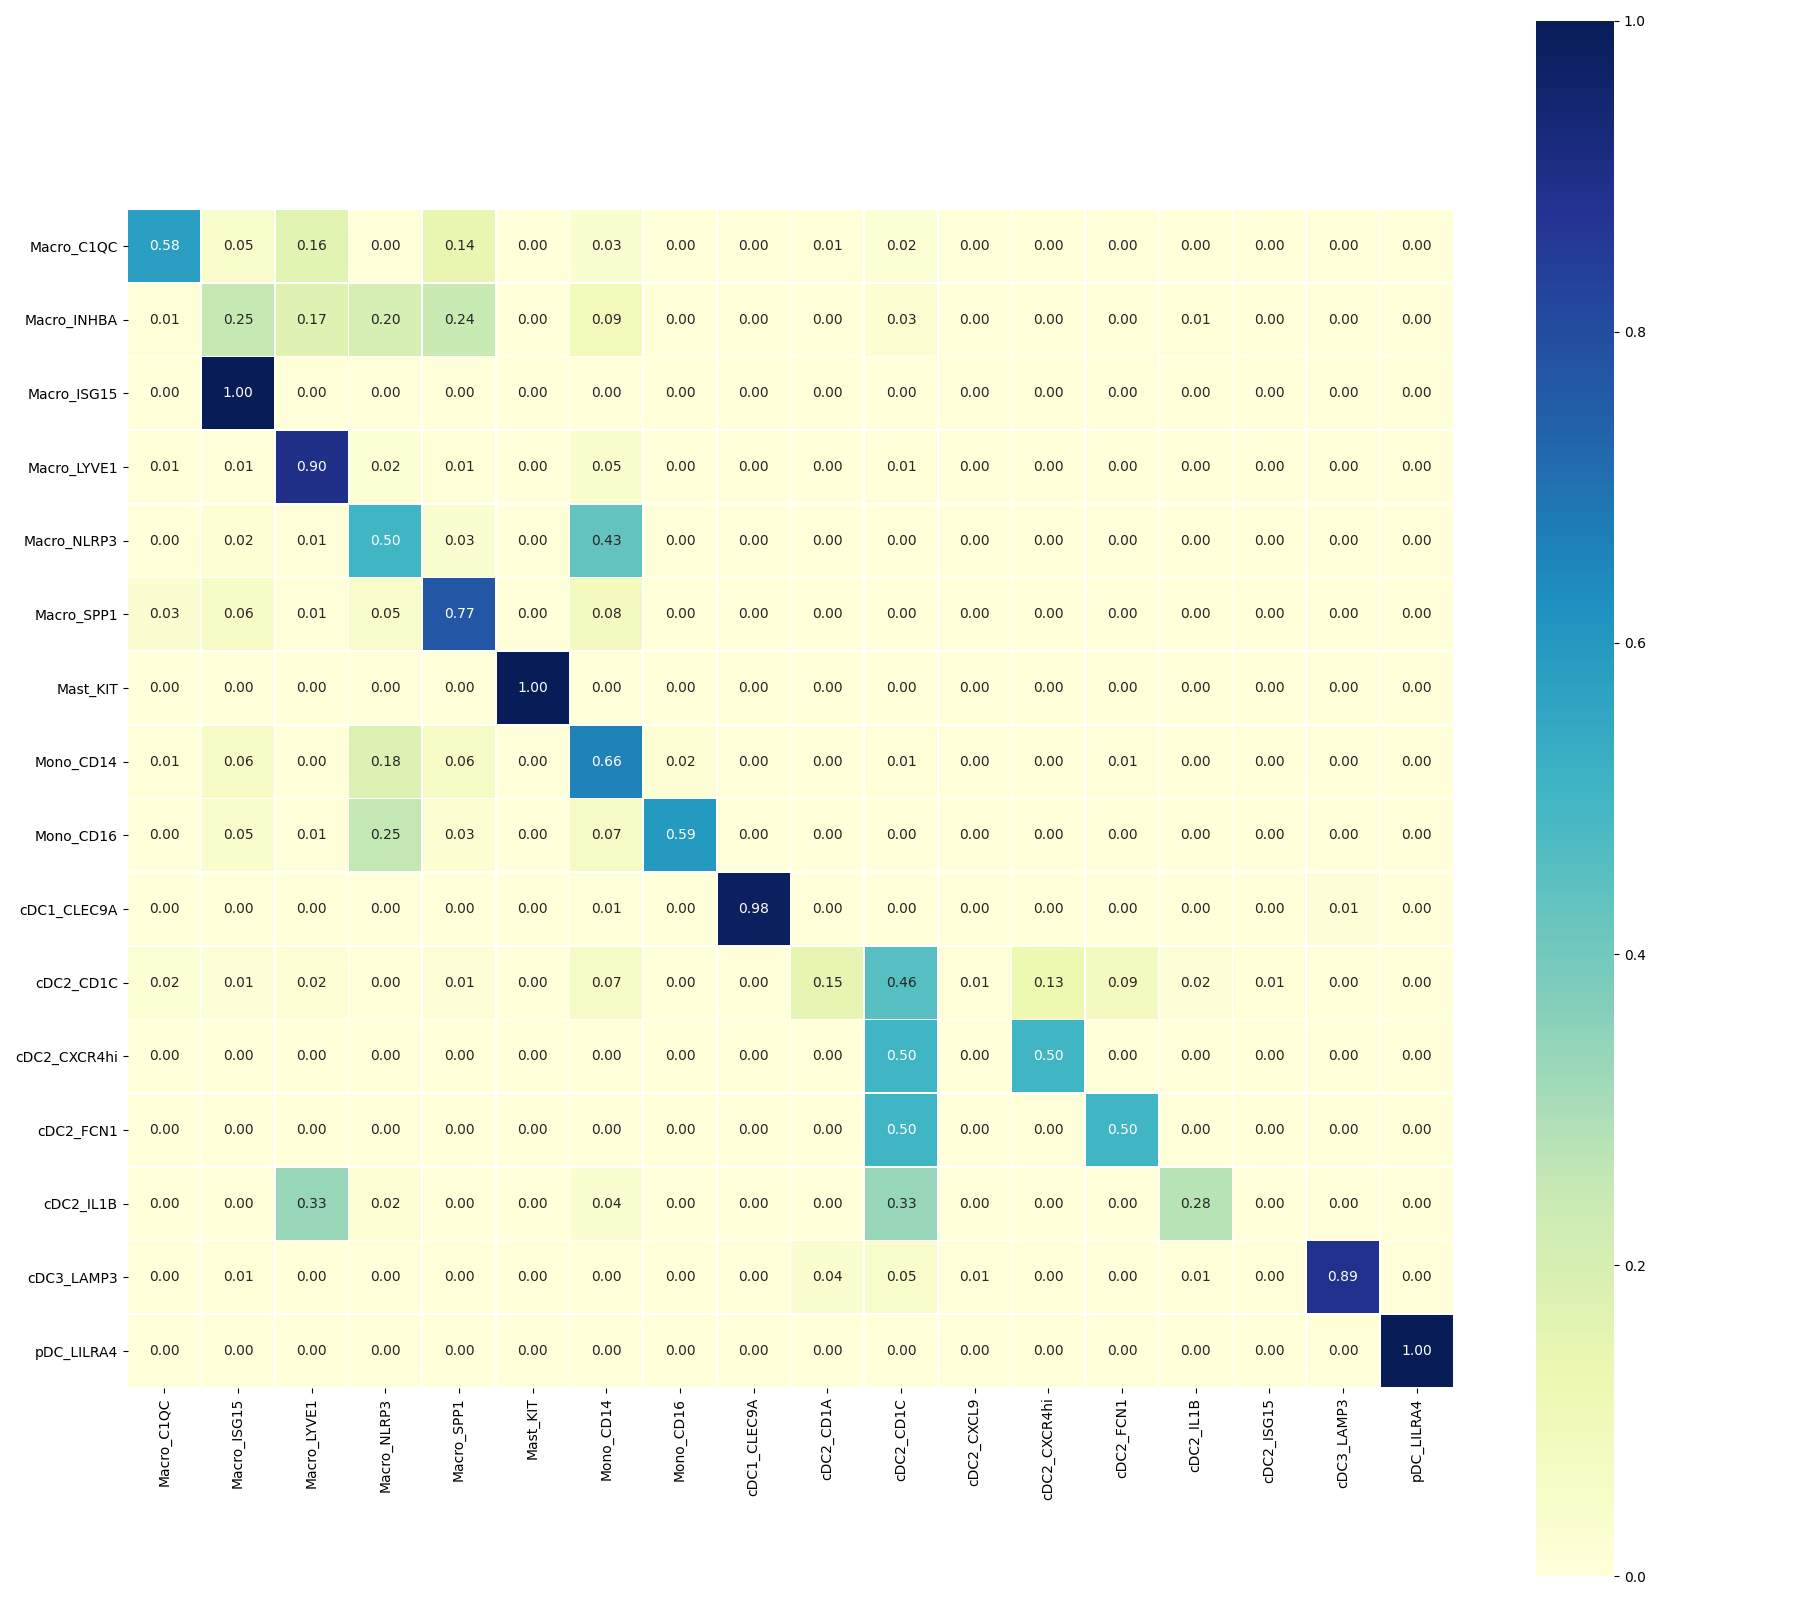 1.0
Macro_C1QC 0.58 0.05 0.16 0.00 0.14 0.00 0.03 0.00 0.00 0.01 0.02 0.00 0.00 0.00 0.00 0.00 0.00 0.00
Macro_INHBA 0.01 0.25 0.17 0.20 0.24 0.00 0.09 0.00 0.00 0.00 0.03 0.00 0.00 0.00 0.01 0.00 0.00 0.00
0.8
Macro_ISG15 0.00 1.00 0.00 0.00 0.00 0.00 0.00 0.00 0.00 0.00 0.00 0.00 0.00 0.00 0.00 0.00 0.00 0.00
Macro_LYVE1 0.01 0.01 0.90 0.02 0.01 0.00 0.05 0.00 0.00 0.00 0.01 0.00 0.00 0.00 0.00 0.00 0.00 0.00
Macro_NLRP3 0.00 0.02 0.01 0.50 0.03 0.00 0.43 0.00 0.00 0.00 0.00 0.00 0.00 0.00 0.00 0.00 0.00 0.00
Macro_SPP1 0.03 0.06 0.01 0.05 0.77 0.00 0.08 0.00 0.00 0.00 0.00 0.00 0.00 0.00 0.00 0.00 0.00 0.00
0.6
Mast_KIT 0.00 0.00 0.00 0.00 0.00 1.00 0.00 0.00 0.00 0.00 0.00 0.00 0.00 0.00 0.00 0.00 0.00 0.00
Mono_CD14 0.01 0.06 0.00 0.18 0.06 0.00 0.66 0.02 0.00 0.00 0.01 0.00 0.00 0.01 0.00 0.00 0.00 0.00
Mono_CD16 0.00 0.05 0.01 0.25 0.03 0.00 0.07 0.59 0.00 0.00 0.00 0.00 0.00 0.00 0.00 0.00 0.00 0.00
cDC1_CLEC9A 0.00 0.00 0.00 0.00 0.00 0.00 0.01 0.00 0.98 0.00 0.00 0.00 0.00 0.00 0.00 0.00 0.01 0.00
0.4
cDC2_CD1C 0.02 0.01 0.02 0.00 0.01 0.00 0.07 0.00 0.00 0.15 0.46 0.01 0.13 0.09 0.02 0.01 0.00 0.00
cDC2_CXCR4hi 0.00 0.00 0.00 0.00 0.00 0.00 0.00 0.00 0.00 0.00 0.50 0.00 0.50 0.00 0.00 0.00 0.00 0.00
cDC2_FCN1 0.00 0.00 0.00 0.00 0.00 0.00 0.00 0.00 0.00 0.00 0.50 0.00 0.00 0.50 0.00 0.00 0.00 0.00
cDC2_IL1B 0.00 0.00 0.33 0.02 0.00 0.00 0.04 0.00 0.00 0.00 0.33 0.00 0.00 0.00 0.28 0.00 0.00 0.00
0.2
cDC3_LAMP3 0.00 0.01 0.00 0.00 0.00 0.00 0.00 0.00 0.00 0.04 0.05 0.01 0.00 0.00 0.01 0.00 0.89 0.00
pDC_LILRA4 0.00 0.00 0.00 0.00 0.00 0.00 0.00 0.00 0.00 0.00 0.00 0.00 0.00 0.00 0.00 0.00 0.00 1.00
0.0
Macro_C1QC
Macro_ISG15
Macro_LYVE1
Macro_NLRP3
Macro_SPP1
Mast_KIT
Mono_CD14
Mono_CD16
cDC1_CLEC9A
cDC2_CD1A
cDC2_CD1C
cDC2_CXCL9
cDC2_CXCR4hi
cDC2_FCN1
cDC2_IL1B
cDC2_ISG15
cDC3_LAMP3
pDC_LILRA4